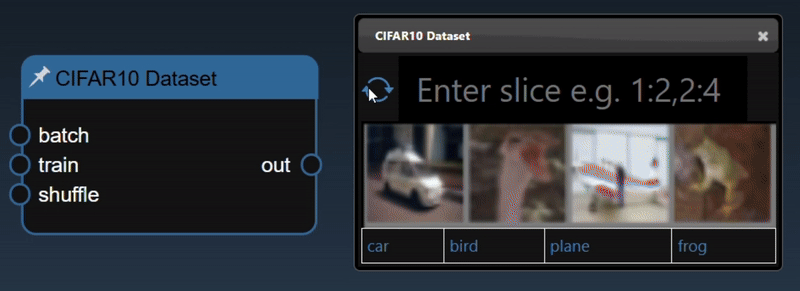 CIFAR10 Dataset
batch
train
out
shuffle
CIFAR10 Dataset
Enter slice e.g. 1:2,2:4
car
bird
plane
frog